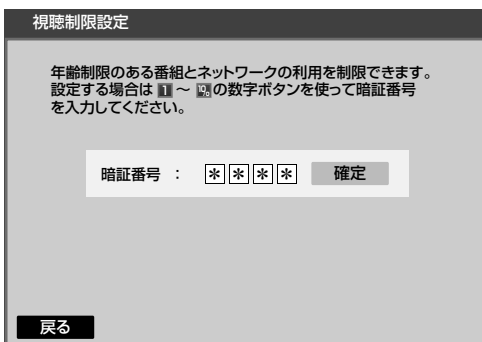 視聴制限設定
年齢制限のある番組とネットワークの利用を制限できます。
設定する場合は 1 ～ 10 の数字ボタンを使って暗証番号
を入力してください。
暗証番号 ： ＊ ＊ ＊ ＊ 確定
戻る